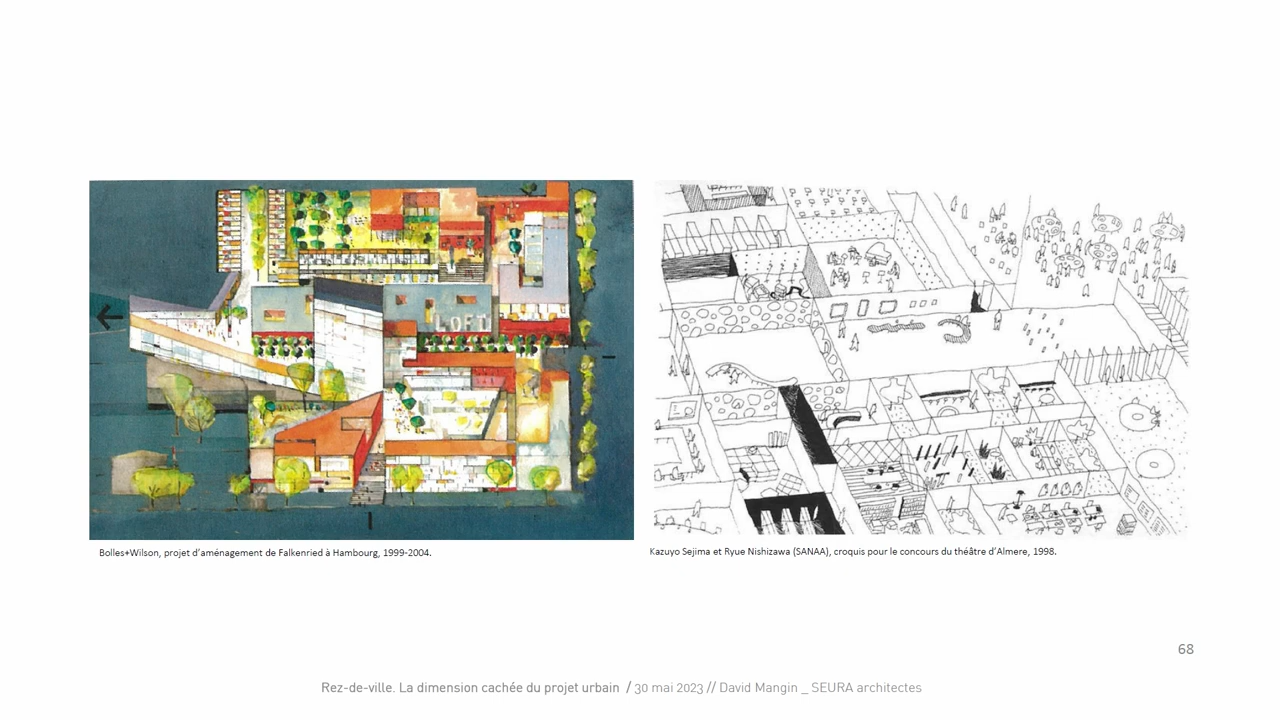 LOFT
Bolles+Wilson, projet d'aménagement de Falkenried à Hambourg, 1999-2004.
Kazuyo Sejima et Ryue Nishizawa (SANAA), croquis pour le concours du théâtre d'Almere, 1998.
68
Rez-de-ville. La dimension cachée du projet urbain / 30 mai 2023 // David Mangin _ SEURA architectes